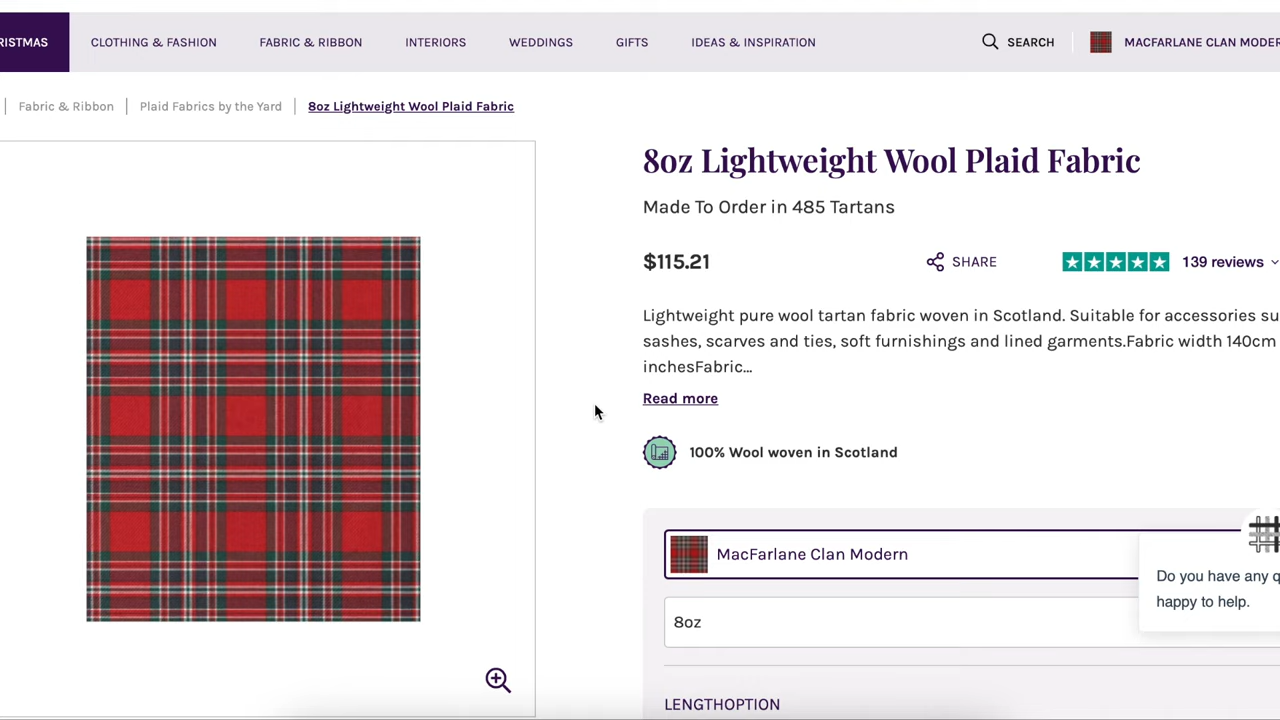 RISTMAS CLOTHING & FASHION FABRIC & RIBBON INTERIORS WEDDINGS GIFTS IDEAS & INSPIRATION SEARCH MACFARLANE CLAN MODER
Fabric & Ribbon | Plaid Fabrics by the Yard | 8oz Lightweight Wool Plaid Fabric
8oz Lightweight Wool Plaid Fabric
Made To Order in 485 Tartans
$115.21 SHARE 139 reviews
Lightweight pure wool tartan fabric woven in Scotland. Suitable for accessories su
sashes, scarves and ties, soft furnishings and lined garments.Fabric width 140cm
inchesFabric...
Read more
100% Wool woven in Scotland
MacFarlane Clan Modern
Do you have any q
happy to help.
8oz
LENGTHOPTION